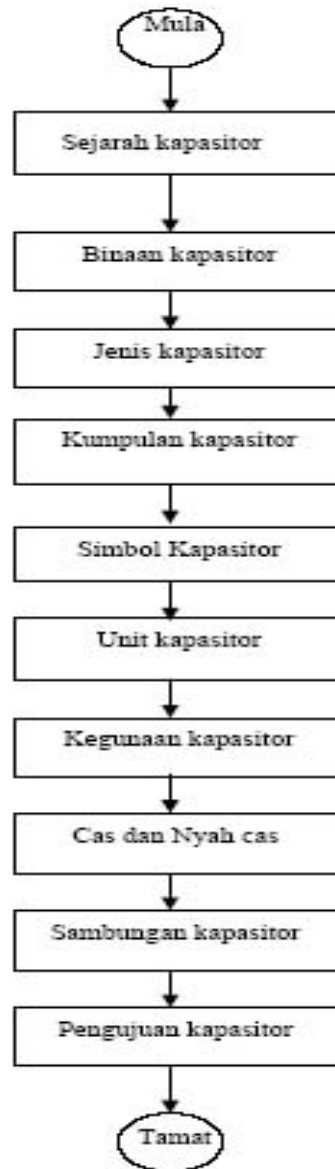 Mula
Sejarah kapasitor
Binaan kapasitor
Jenis kapasitor
Kumpulan kapasitor
Simbol Kapasitor
Unit kapasitor
Kegunaan kapasitor
Cas dan Nyah cas
Sambungan kapasitor
Pengujuan kapasitor
Tamat